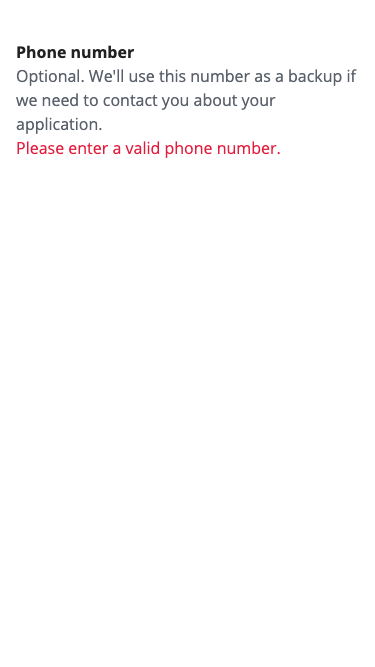 Phone number
Optional. We'll use this number as a backup if
we need to contact you about your
application.
Please enter a valid phone number.